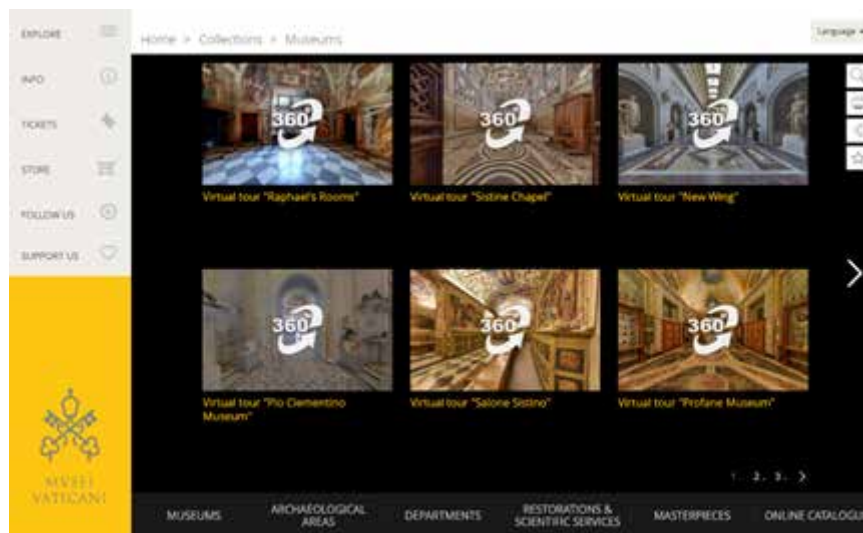 EXPLORE
INFO
TICKETS
STORE
FOLLOW US
SUPPORT US
MVSEI
VATICANI
Home > Collections > Museums
Language
360
Virtual tour "Raphael's Rooms"
360
Virtual tour "Sistine Chapel"
360
Virtual tour "New Wing"
360
Virtual tour "Pio Clementino
Museum"
360
Virtual tour "Salone Sistino"
360
Virtual tour "Profane Museum"
1. 2. 3. >
MUSEUMS
ARCHAEOLOGICAL
AREAS
DEPARTMENTS
RESTORATIONS &
SCIENTIFIC SERVICES
MASTERPIECES
ONLINE CATALOGU